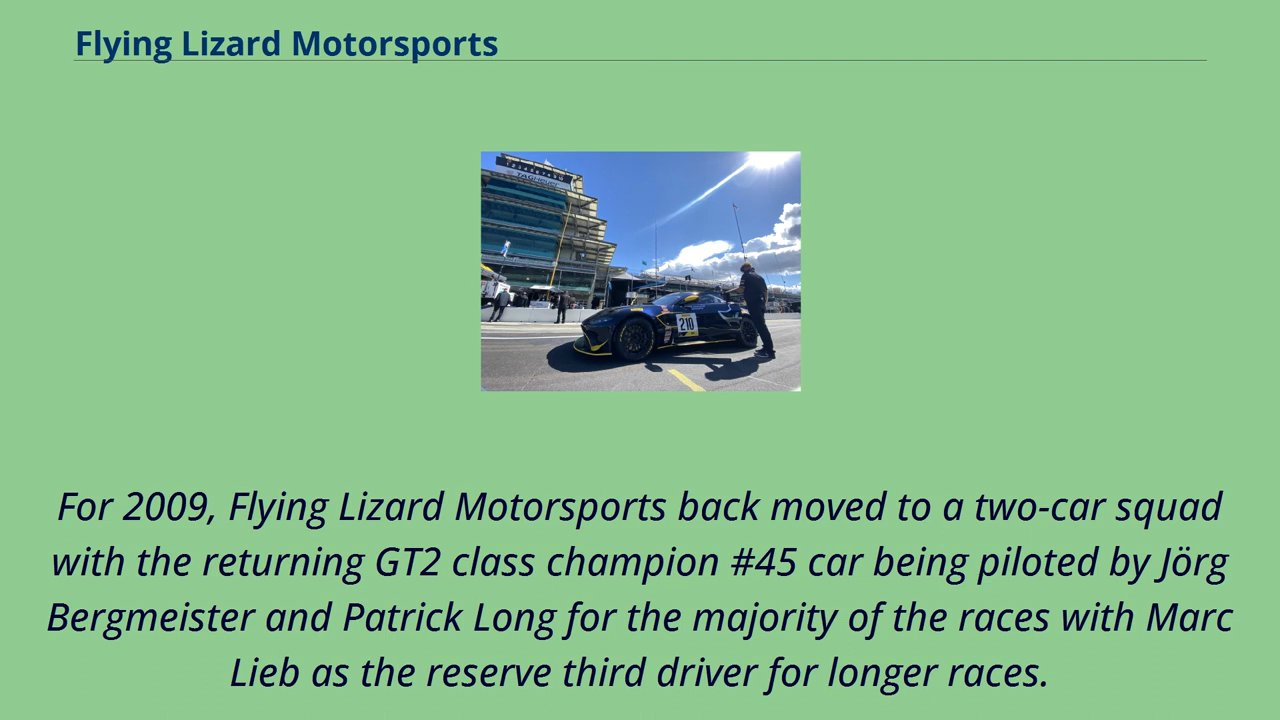 Flying Lizard Motorsports
TAGHeuer
210
For 2009, Flying Lizard Motorsports back moved to a two-car squad
with the returning GT2 class champion #45 car being piloted by Jörg
Bergmeister and Patrick Long for the majority of the races with Marc
Lieb as the reserve third driver for longer races.